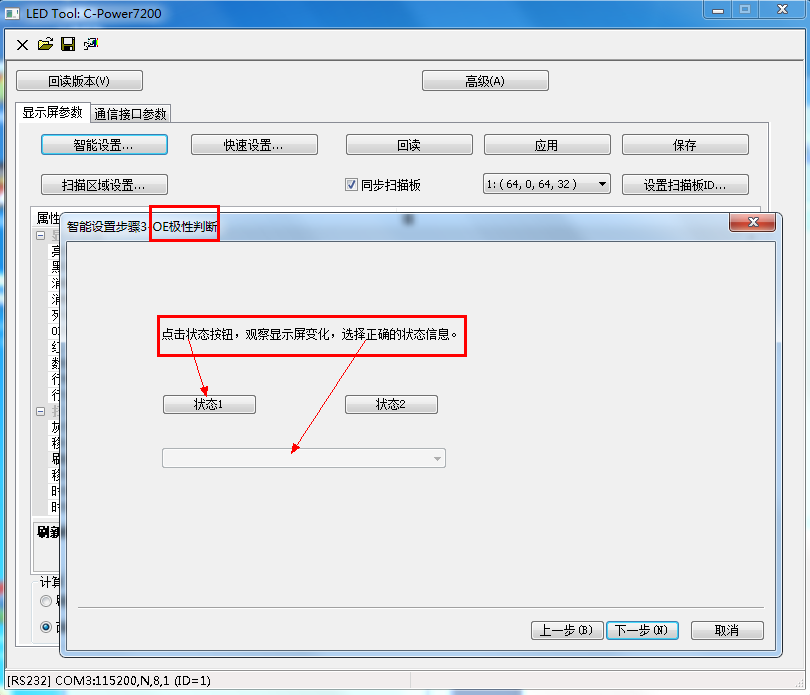 LED Tool: C-Power7200
回读版本(V)
高级(A)
显示屏参数
通信接口参数
智能设置...
快速设置...
回读
应用
保存
扫描区域设置...
同步扫描板
1:( 64, 0, 64, 32 )
设置扫描板ID...
属性
智能设置步骤3-OE极性判断
点击状态按钮，观察显示屏变化，选择正确的状态信息。
状态1
状态2
刷新
计算
上一步(B)
下一步(N)
取消
[RS232] COM3:115200,N,8,1 (ID=1)